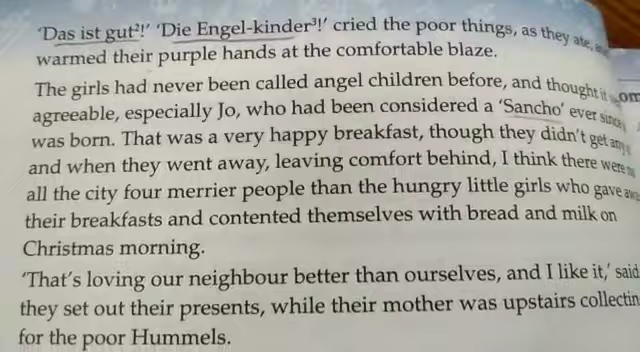 'Das ist gut²!' 'Die Engel-kinder³!' cried the poor things, as they ate,
warmed their purple hands at the comfortable blaze.
The girls had never been called angel children before, and thought it
agreeable, especially Jo, who had been considered a 'Sancho' ever since
was born. That was a very happy breakfast, though they didn't get any
and when they went away, leaving comfort behind, I think there were
all the city four merrier people than the hungry little girls who gave
their breakfasts and contented themselves with bread and milk on
Christmas morning.
'That's loving our neighbour better than ourselves, and I like it,' said
they set out their presents, while their mother was upstairs
for the poor Hummels.